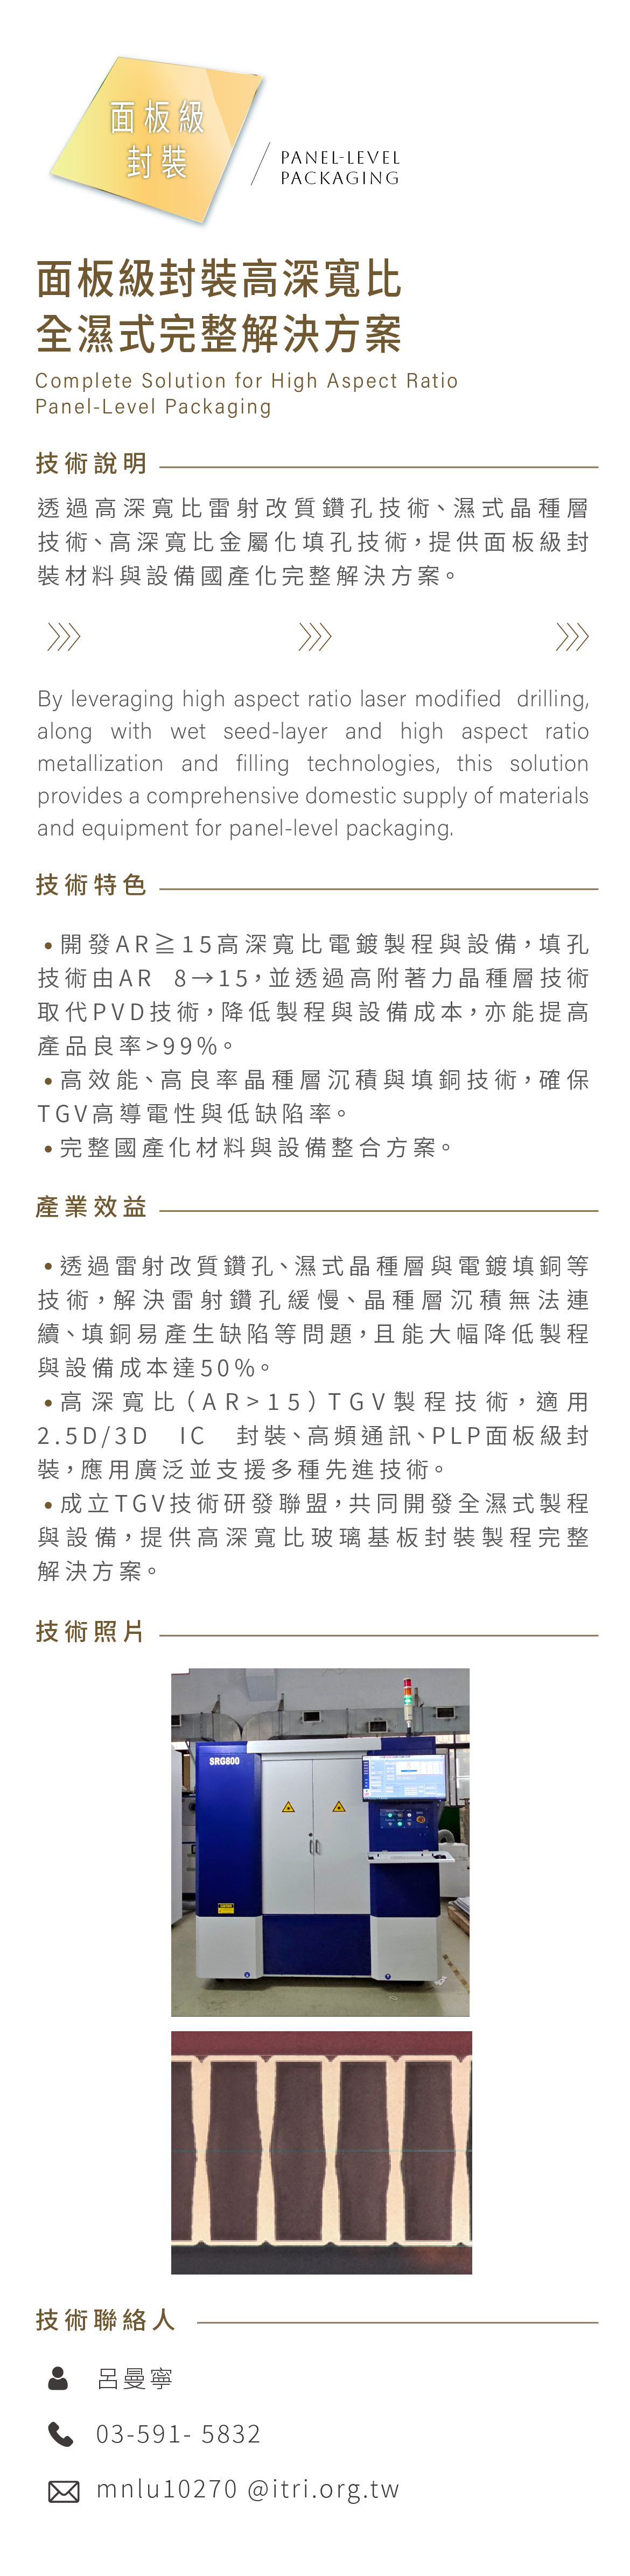 面板級
封裝
PANEL-LEVEL
PACKAGING
面板級封裝高深寬比
全濕式完整解決方案
Complete Solution for High Aspect Ratio
Panel-Level Packaging
技術說明
透過高深寬比雷射改質鑽孔技術、濕式晶種層
技術、高深寬比金屬化填孔技術，提供面板級封
裝材料與設備國產化完整解決方案。
By leveraging high aspect ratio laser modified drilling,
along with wet seed-layer and high aspect ratio
metallization and filling technologies, this solution
provides a comprehensive domestic supply of materials
and equipment for panel-level packaging.
技術特色
•開發AR≧15高深寬比電鍍製程與設備，填孔
技術由AR 8→15，並透過高附著力晶種層技術
取代PVD技術，降低製程與設備成本，亦能提高
產品良率>99%。
•高效能、高良率晶種層沉積與填銅技術，確保
TGV高導電性與低缺陷率。
•完整國產化材料與設備整合方案。
產業效益
•透過雷射改質鑽孔、濕式晶種層與電鍍填銅等
技術，解決雷射鑽孔緩慢、晶種層沉積無法連
續、填銅易產生缺陷等問題，且能大幅降低製程
與設備成本達50%。
•高深寬比（AR>15）TGV製程技術，適用
2.5D/3D IC 封裝、高頻通訊、PLP面板級封
裝，應用廣泛並支援多種先進技術。
•成立TGV技術研發聯盟，共同開發全濕式製程
與設備，提供高深寬比玻璃基板封裝製程完整
解決方案。
技術照片
SRG800
技術聯絡人
呂曼寧
03-591- 5832
mnlu10270 @itri.org.tw